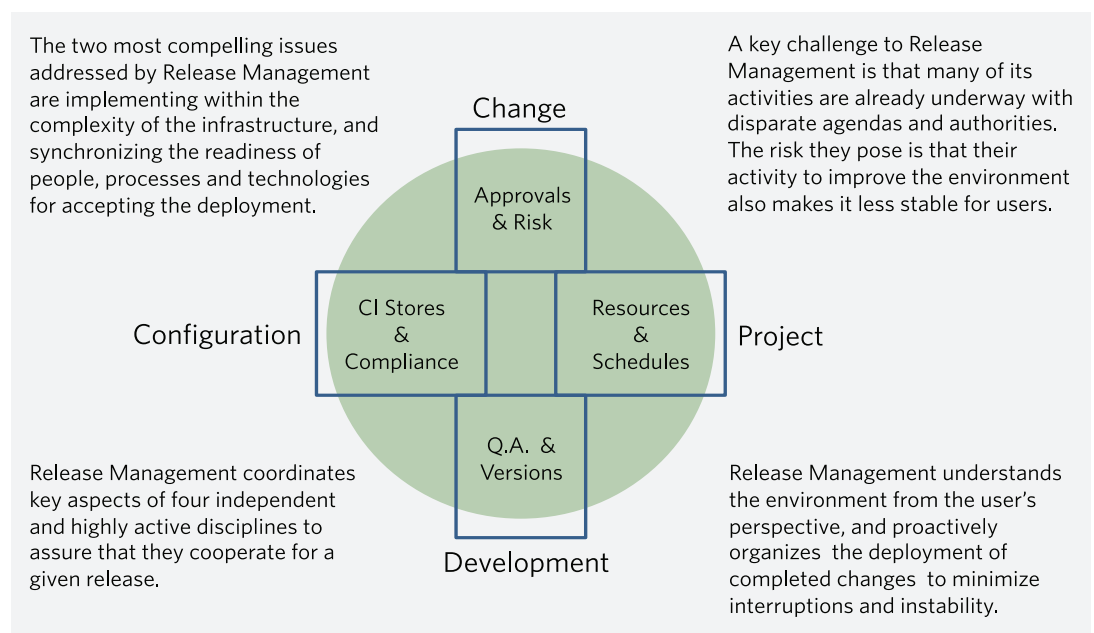 The two most compelling issues
addressed by Release Management
are implementing within the
complexity of the infrastructure, and
synchronizing the readiness of
people, processes and technologies
for accepting the deployment.
A key challenge to Release
Management is that many of its
activities are already underway with
disparate agendas and authorities.
The risk they pose is that their
activity to improve the environment
also makes it less stable for users.
Change
Approvals
& Risk
Configuration
CI Stores
&
Compliance
Resources
&
Schedules
Project
Q.A. &
Versions
Development
Release Management coordinates
key aspects of four independent
and highly active disciplines to
assure that they cooperate for a
given release.
Release Management understands
the environment from the user’s
perspective, and proactively
organizes the deployment of
completed changes to minimize
interruptions and instability.